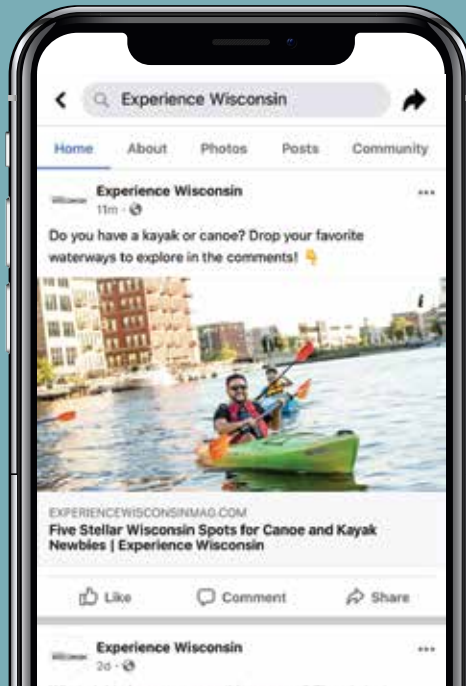 Experience Wisconsin
Home About Photos Posts Community
Experience Wisconsin
11m
Do you have a kayak or canoe? Drop your favorite
waterways to explore in the comments! 👇
EXPERIENCEWISCONSINMAG.COM
Five Stellar Wisconsin Spots for Canoe and Kayak
Newbies | Experience Wisconsin
Like Comment Share
Experience Wisconsin
2d